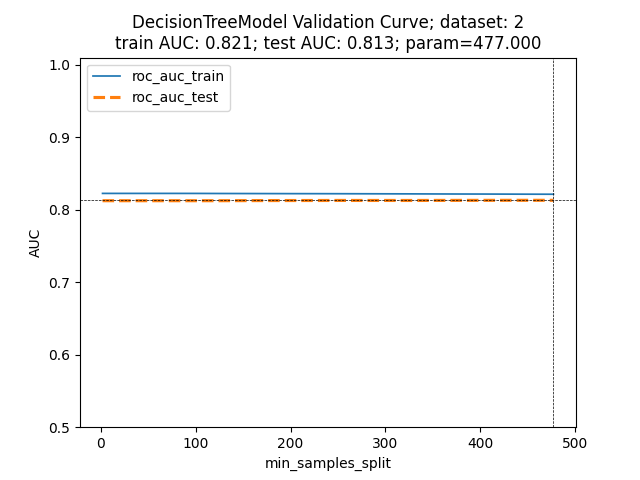 DecisionTreeModel Validation Curve; dataset: 2
train AUC: 0.821; test AUC: 0.813; param=477.000
1.0
roc_auc_train
roc_auc_test
0.9
0.8
AUC
0.7
0.6
0.5
0
100
200
300
400
500
min_samples_split